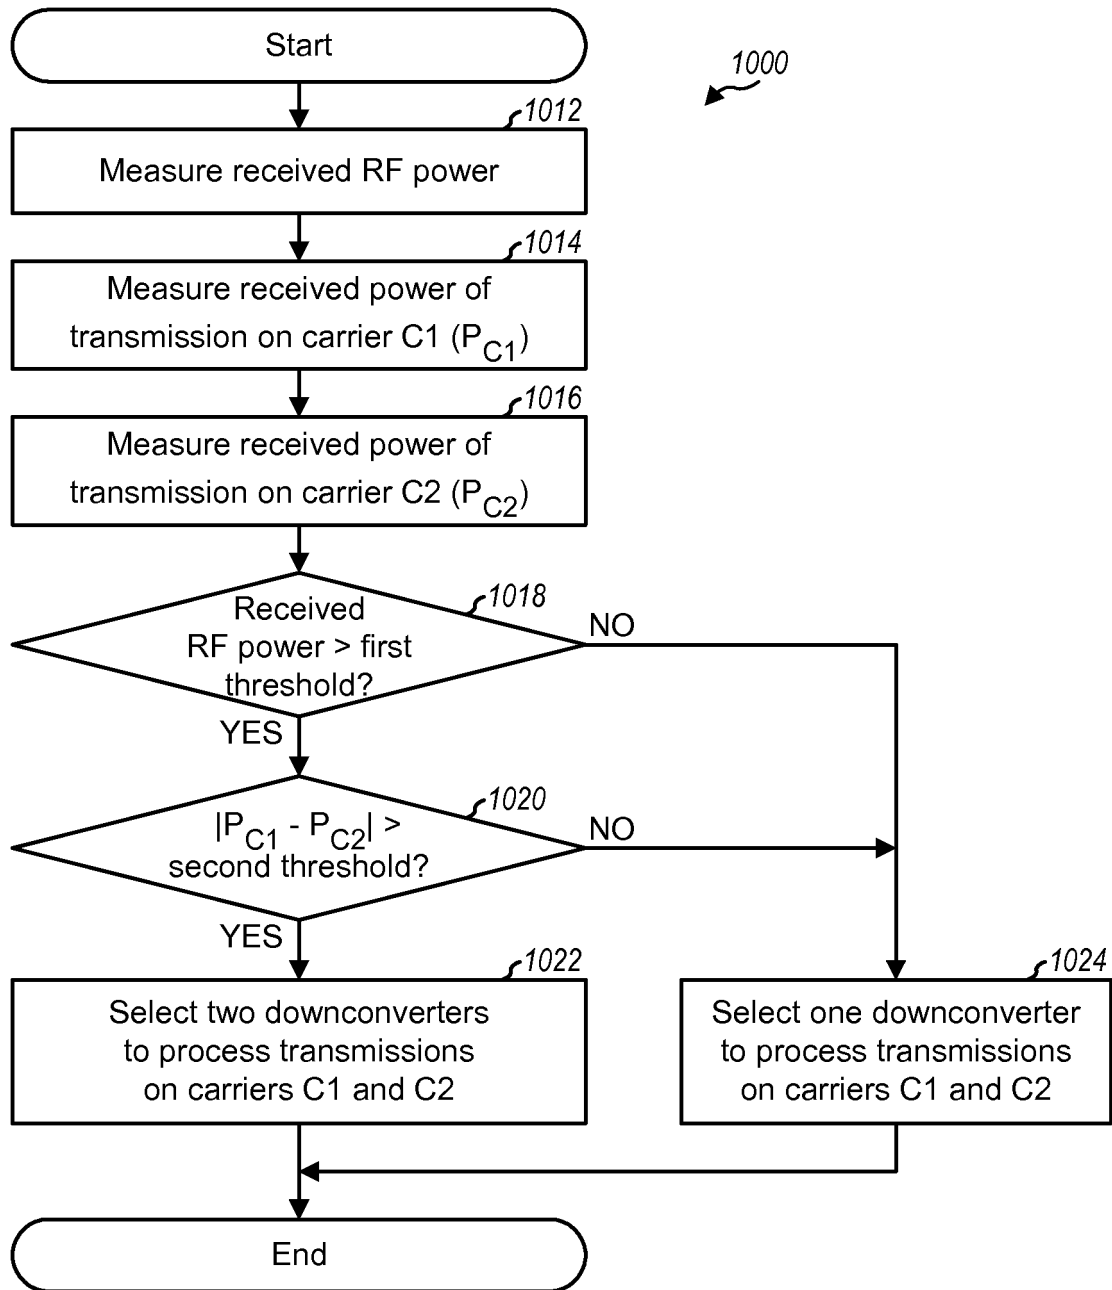 Start
1000
1012
Measure received RF power
1014
Measure received power of
transmission on carrier C1 (PC1)
1016
Measure received power of
transmission on carrier C2 (PC2)
1018
Received
RF power > first
threshold?
NO
YES
1020
|PC1 - PC2| >
second threshold?
NO
YES
1022
Select two downconverters
to process transmissions
on carriers C1 and C2
1024
Select one downconverter
to process transmissions
on carriers C1 and C2
End